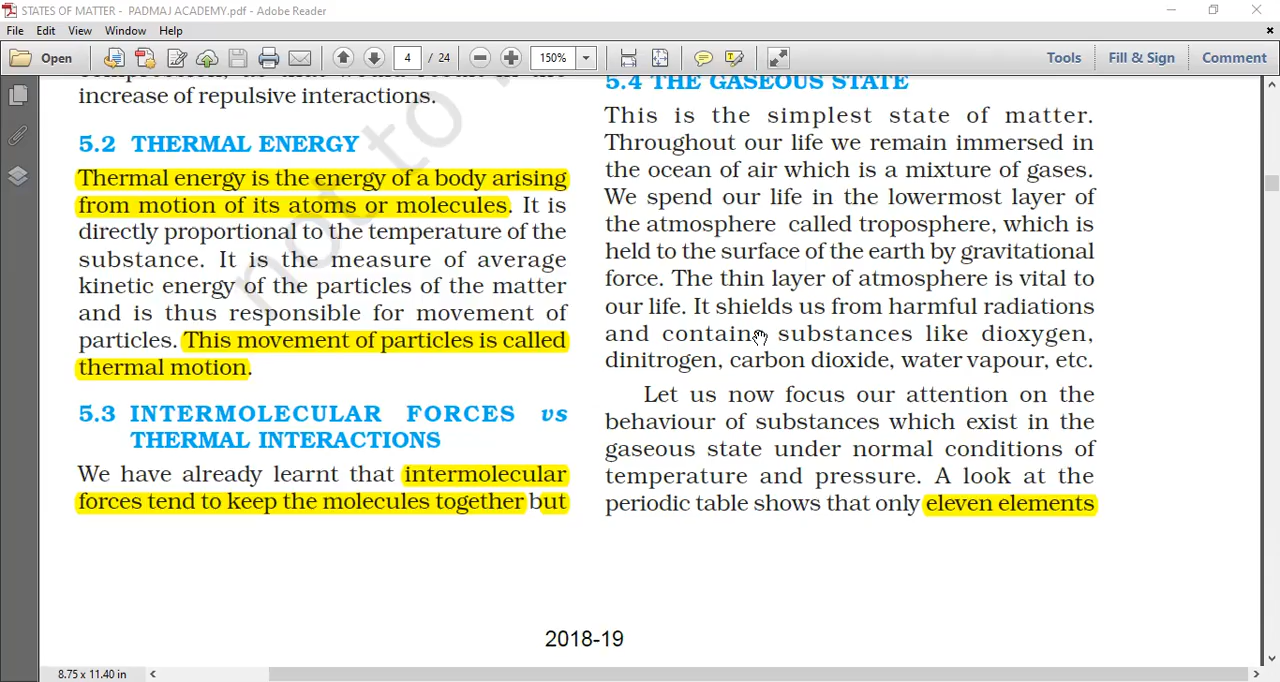 STATES OF MATTER - PADMAJ ACADEMY.pdf - Adobe Reader
File Edit View Window Help
Open 4 / 24 150% Tools Fill & Sign Comment
increase of repulsive interactions.
5.2 THERMAL ENERGY
Thermal energy is the energy of a body arising
from motion of its atoms or molecules. It is
directly proportional to the temperature of the
substance. It is the measure of average
kinetic energy of the particles of the matter
and is thus responsible for movement of
particles. This movement of particles is called
thermal motion.
5.3 INTERMOLECULAR FORCES vs
THERMAL INTERACTIONS
We have already learnt that intermolecular
forces tend to keep the molecules together but
5.4 THE GASEOUS STATE
This is the simplest state of matter.
Throughout our life we remain immersed in
the ocean of air which is a mixture of gases.
We spend our life in the lowermost layer of
the atmosphere called troposphere, which is
held to the surface of the earth by gravitational
force. The thin layer of atmosphere is vital to
our life. It shields us from harmful radiations
and contains substances like dioxygen,
dinitrogen, carbon dioxide, water vapour, etc.
Let us now focus our attention on the
behaviour of substances which exist in the
gaseous state under normal conditions of
temperature and pressure. A look at the
periodic table shows that only eleven elements
not to
2018-19
8.75 x 11.40 in